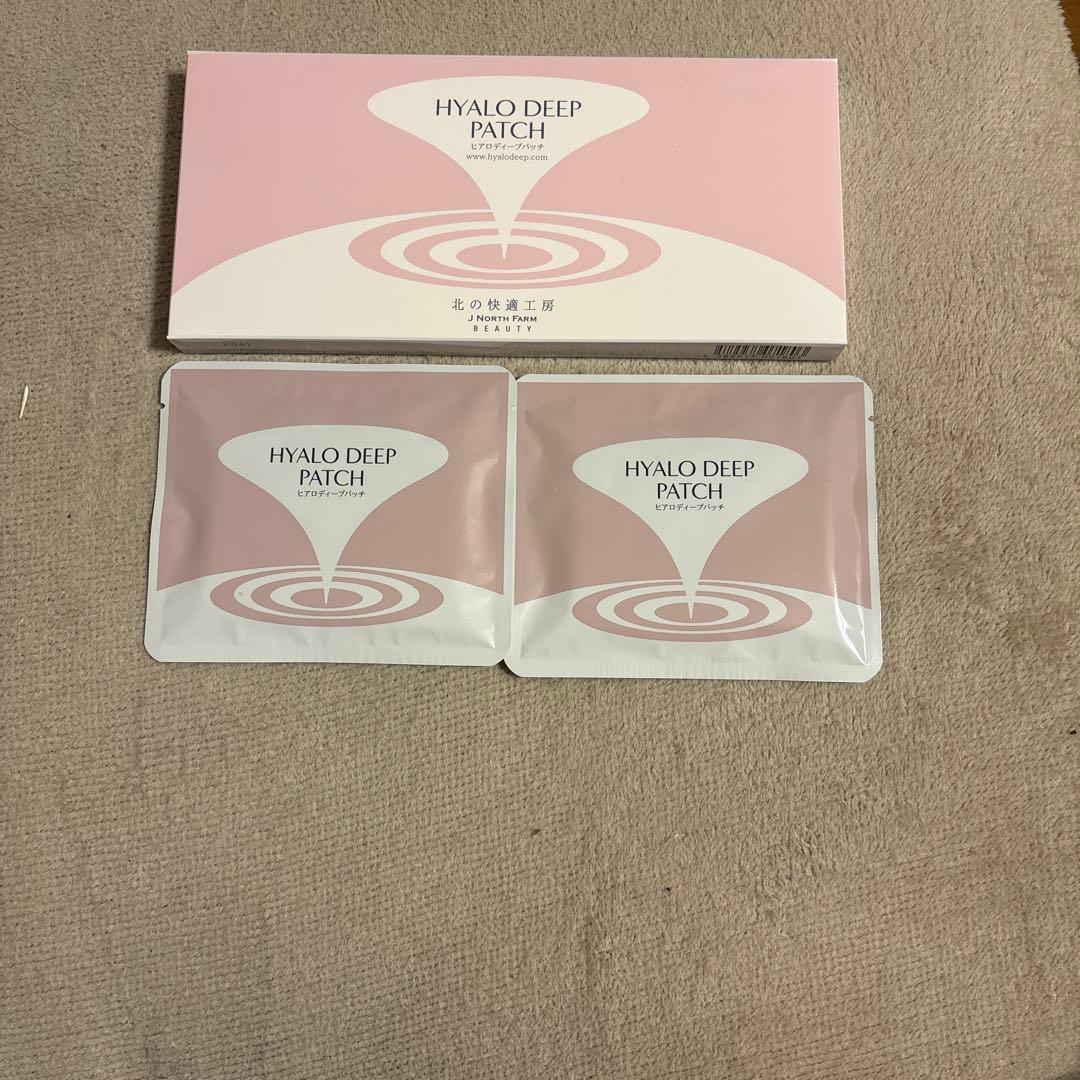 HYALO DEEP
PATCH
ヒアロディープパッチ
www.hyalodeep.com
北の快適工房
J NORTH FARM
BEAUTY
HYALO DEEP
PATCH
ヒアロディープパッチ
HYALO DEEP
PATCH
ヒアロディープパッチ